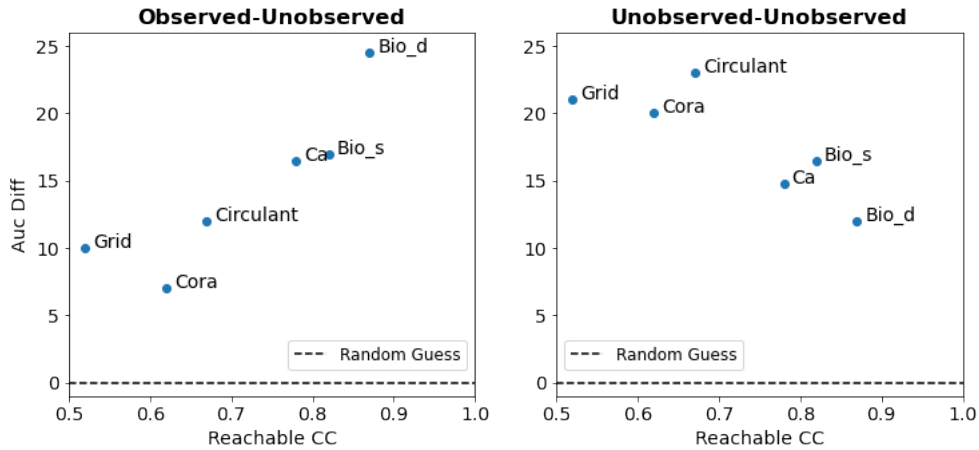 Observed-Unobserved
Auc Diff
25
20
15
10
5
0
Bio_d
Bio_s
Ca
Circulant
Grid
Cora
Random Guess
0.5 0.6 0.7 0.8 0.9 1.0
Reachable CC
Unobserved-Unobserved
25
20
15
10
5
0
Circulant
Grid
Cora
Bio_s
Ca
Bio_d
Random Guess
0.5 0.6 0.7 0.8 0.9 1.0
Reachable CC